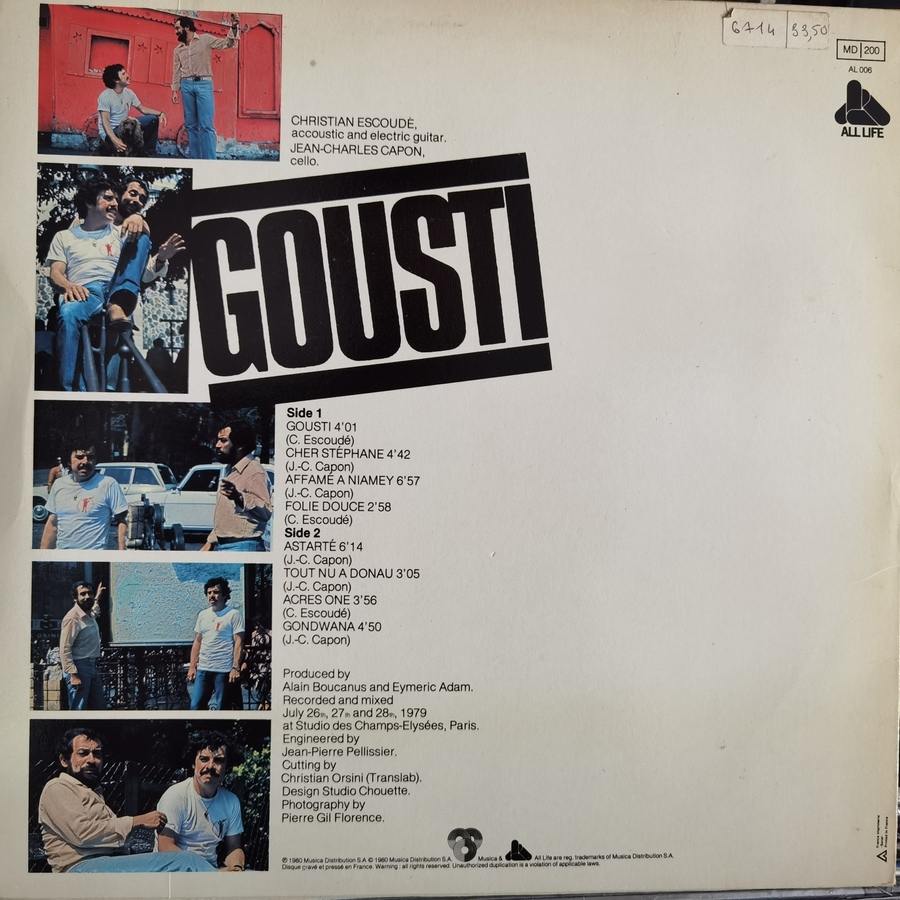 6714 33,50
MD 200
AL 006
ALL LIFE
CHRISTIAN ESCOUDÉ,
accoustic and electric guitar.
JEAN-CHARLES CAPON,
cello.
GOUSTI
Side 1
GOUSTI 4'01
(C. Escoudé)
CHER STÉPHANE 4'42
(J.-C. Capon)
AFFAMÉ A NIAMEY 6'57
(J.-C. Capon)
FOLIE DOUCE 2'58
(C. Escoudé)
Side 2
ASTARTÉ 6'14
(J.-C. Capon)
TOUT NU A DONAU 3'05
(J.-C. Capon)
ACRES ONE 3'56
(C. Escoudé)
GONDWANA 4'50
(J.-C. Capon)
Produced by
Alain Boucanus and Eymeric Adam.
Recorded and mixed
July 26th, 27th and 28th, 1979
at Studio des Champs-Elysées, Paris.
Engineered by
Jean-Pierre Pellissier.
Cutting by
Christian Orsini (Translab).
Design Studio Chouette.
Photography by
Pierre Gil Florence.
℗ 1980 Musica Distribution S.A. © 1980 Musica Distribution S.A. Musica & All Life are reg. trademarks of Musica Distribution S.A.
Disque gravé et pressé en France. Warning: all rights reserved. Unauthorized duplication is a violation of applicable laws.
Printed in France